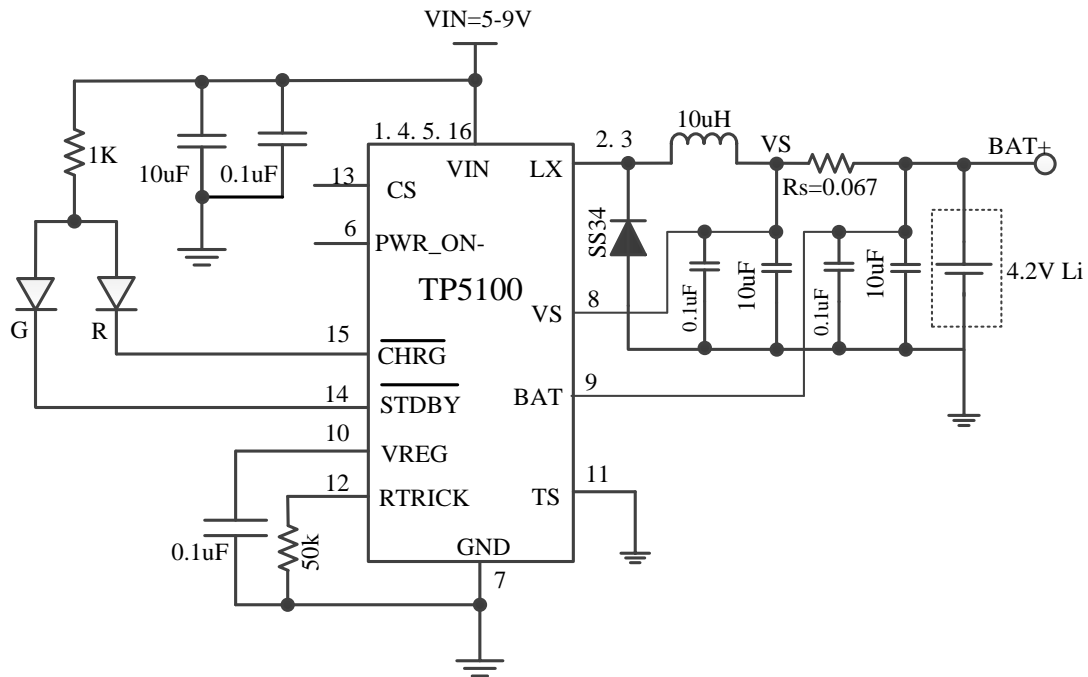 VIN=5-9V
10uH
1. 4. 5. 16
2. 3
VS
BAT+
1K
10uF
0.1uF
VIN
LX
Rs=0.067
13
CS
SS34
6
PWR_ON-
TP5100
0.1uF
10uF
0.1uF
10uF
4.2V Li
8
VS
G
R
15
CHRG
9
14
STDBY
BAT
10
VREG
12
RTRICK
11
TS
0.1uF
50k
GND
7